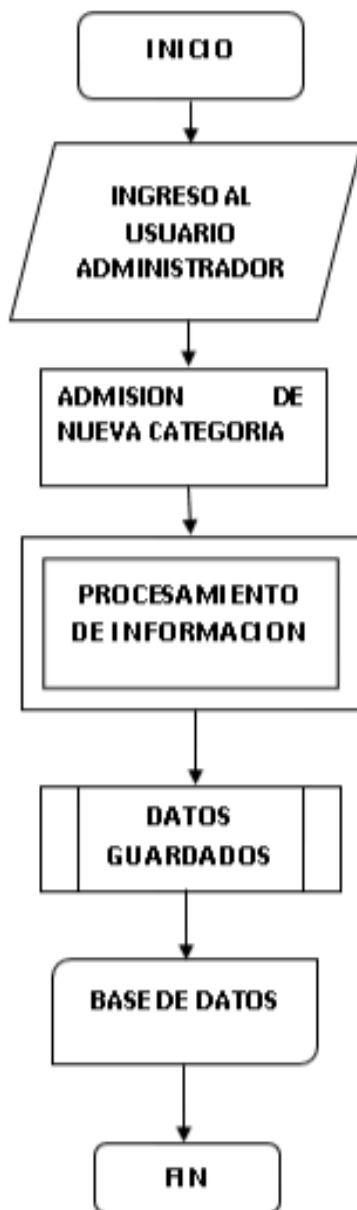 INICIO
INGRESO AL
USUARIO
ADMINISTRADOR
ADMISION DE
NUEVA CATEGORIA
PROCESAMIENTO
DE INFORMACION
DATOS
GUARDADOS
BASE DE DATOS
FIN